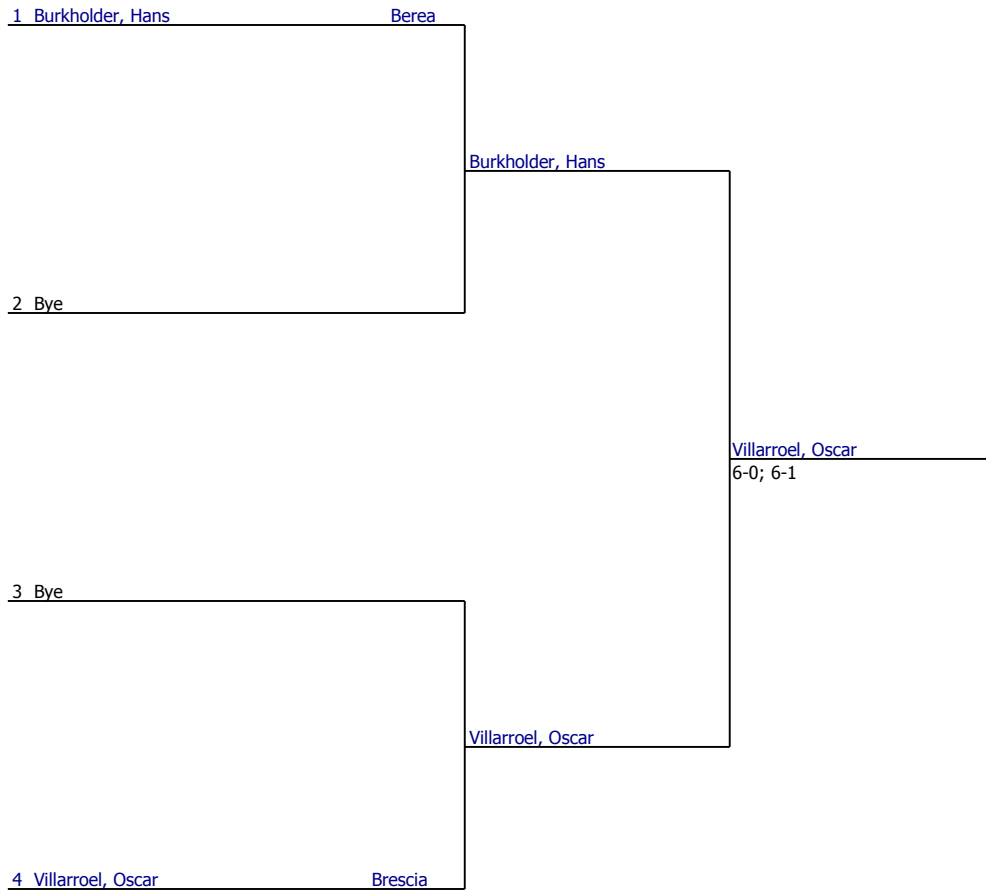 1 Burkholder, Hans Berea
Burkholder, Hans
2 Bye
Villarroel, Oscar
6-0; 6-1
3 Bye
Villarroel, Oscar
4 Villarroel, Oscar Brescia